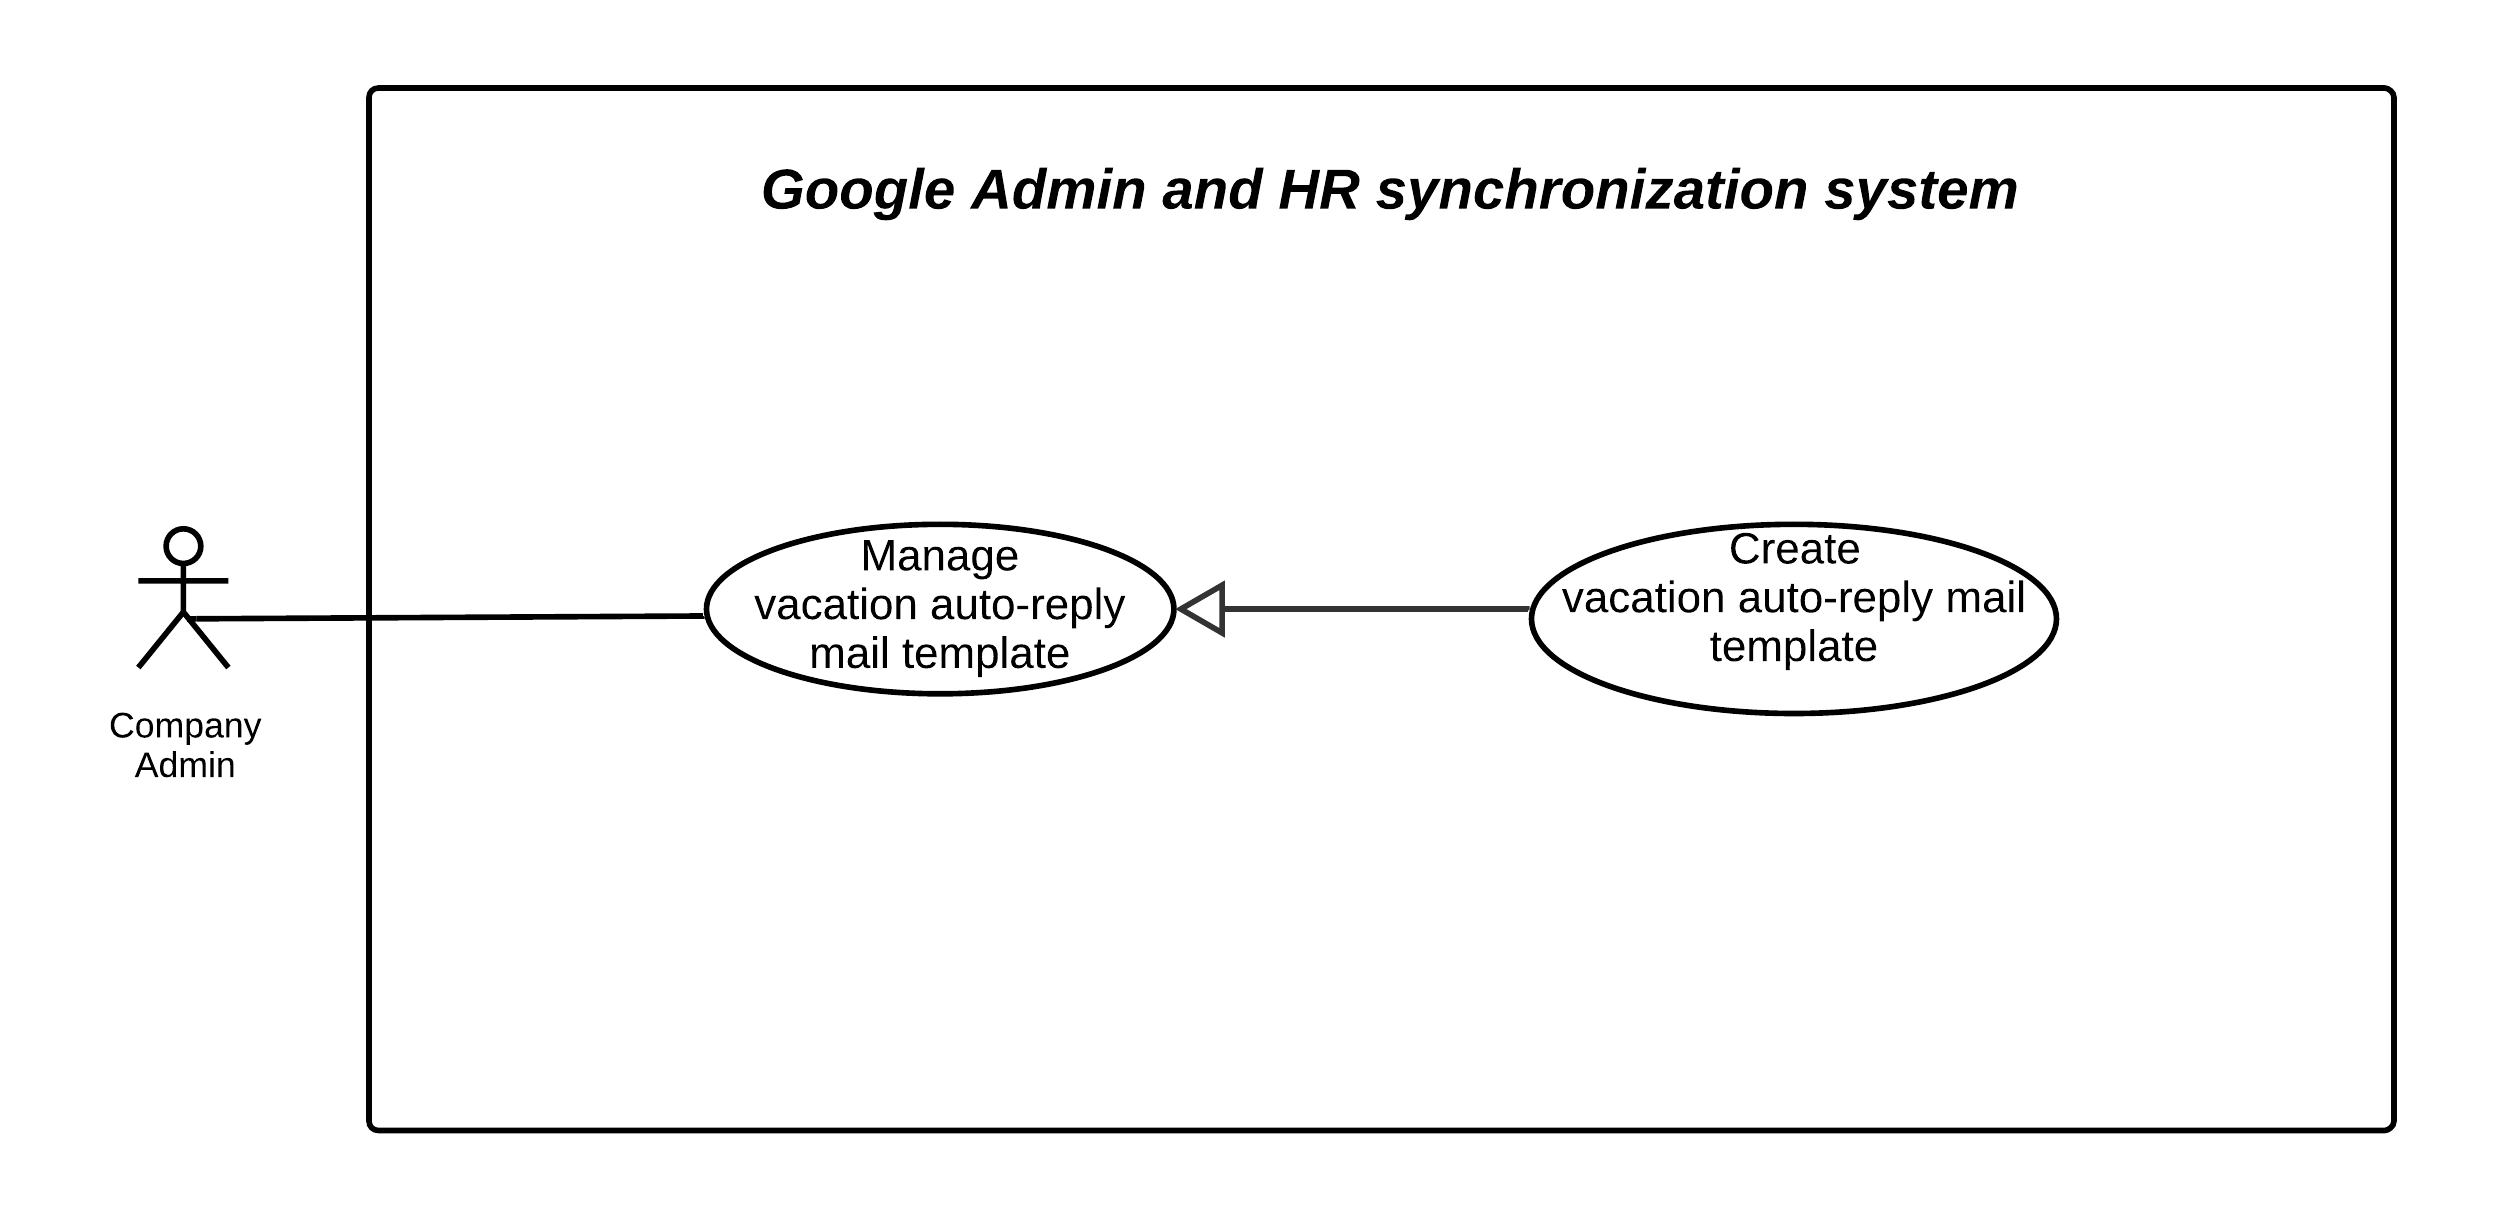 Google Admin and HR synchronization system
Manage
vacation auto-reply
mail template
Create
vacation auto-reply mail
template
Company
Admin